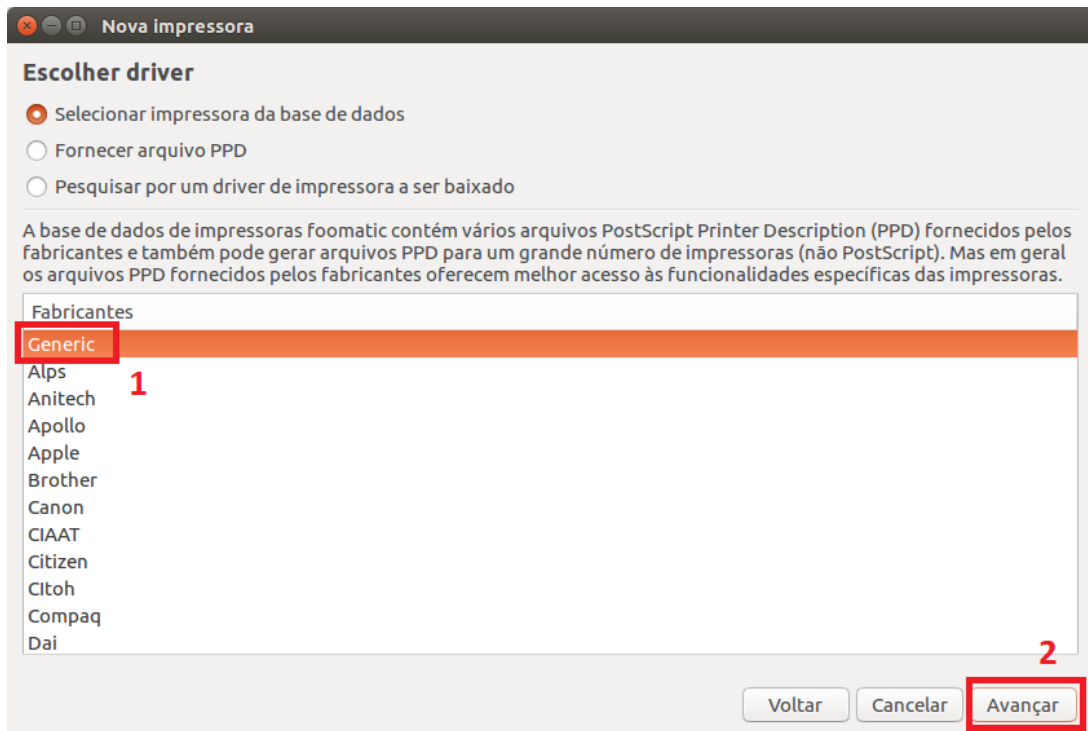 Nova impressora
Escolher driver
Selecionar impressora da base de dados
Fornecer arquivo PPD
Pesquisar por um driver de impressora a ser baixado
A base de dados de impressoras foomatic contém vários arquivos PostScript Printer Description (PPD) fornecidos pelos
fabricantes e também pode gerar arquivos PPD para um grande número de impressoras (não PostScript). Mas em geral
os arquivos PPD fornecidos pelos fabricantes oferecem melhor acesso às funcionalidades específicas das impressoras.
Fabricantes
Generic
1
Alps
Anitech
Apollo
Apple
Brother
Canon
CIAAT
Citizen
CItoh
Compaq
Dai
2
Voltar Cancelar Avançar